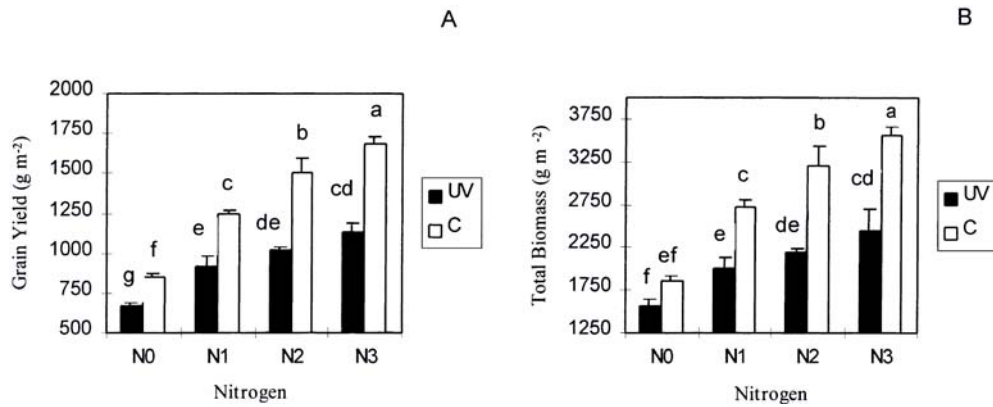 A
Grain Yield (g m-2)
2000
1750
1500
1250
1000
750
500
g f e c de b cd a
N0 N1 N2 N3
Nitrogen
UV
C
B
Total Biomass (g m -2)
3750
3250
2750
2250
1750
1250
f ef e c de b cd a
N0 N1 N2 N3
Nitrogen
UV
C